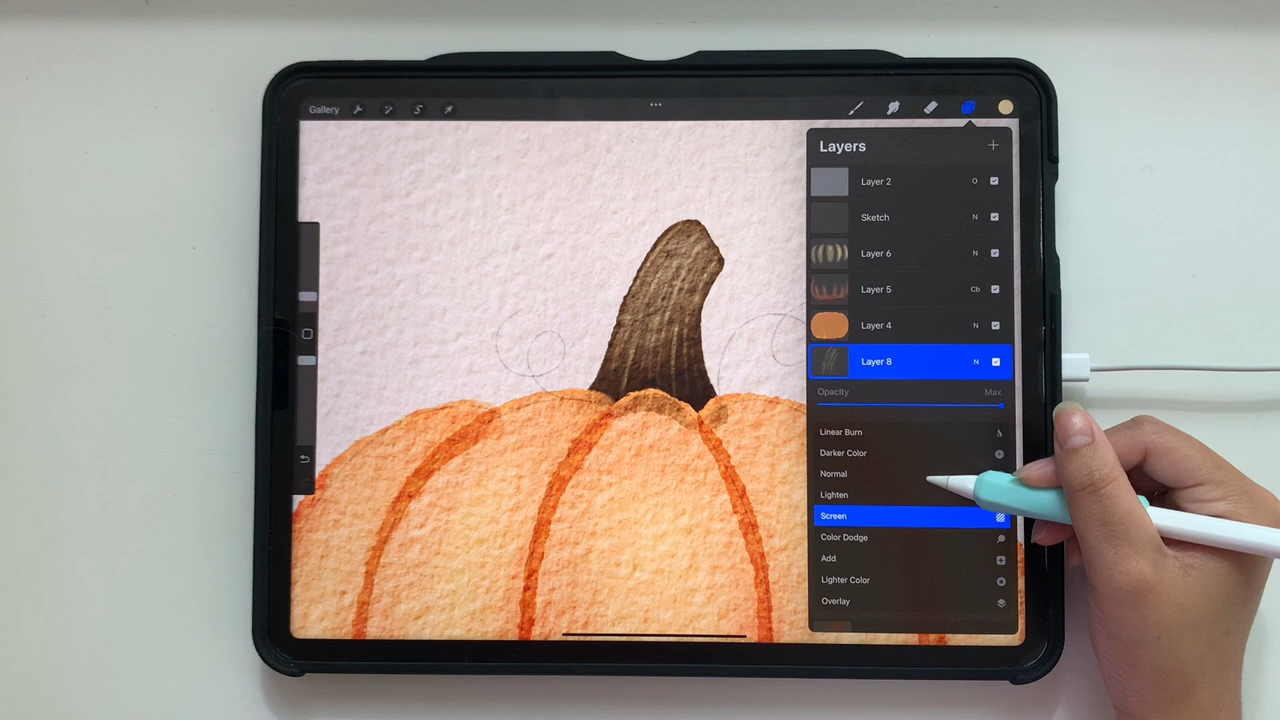 Gallery
Layers
Layer 2 O
Sketch N
Layer 6 N
Layer 5 Cb
Layer 4 N
Layer 8 N
Opacity Max
Linear Burn
Darker Color
Normal
Lighten
Screen
Color Dodge
Add
Lighter Color
Overlay